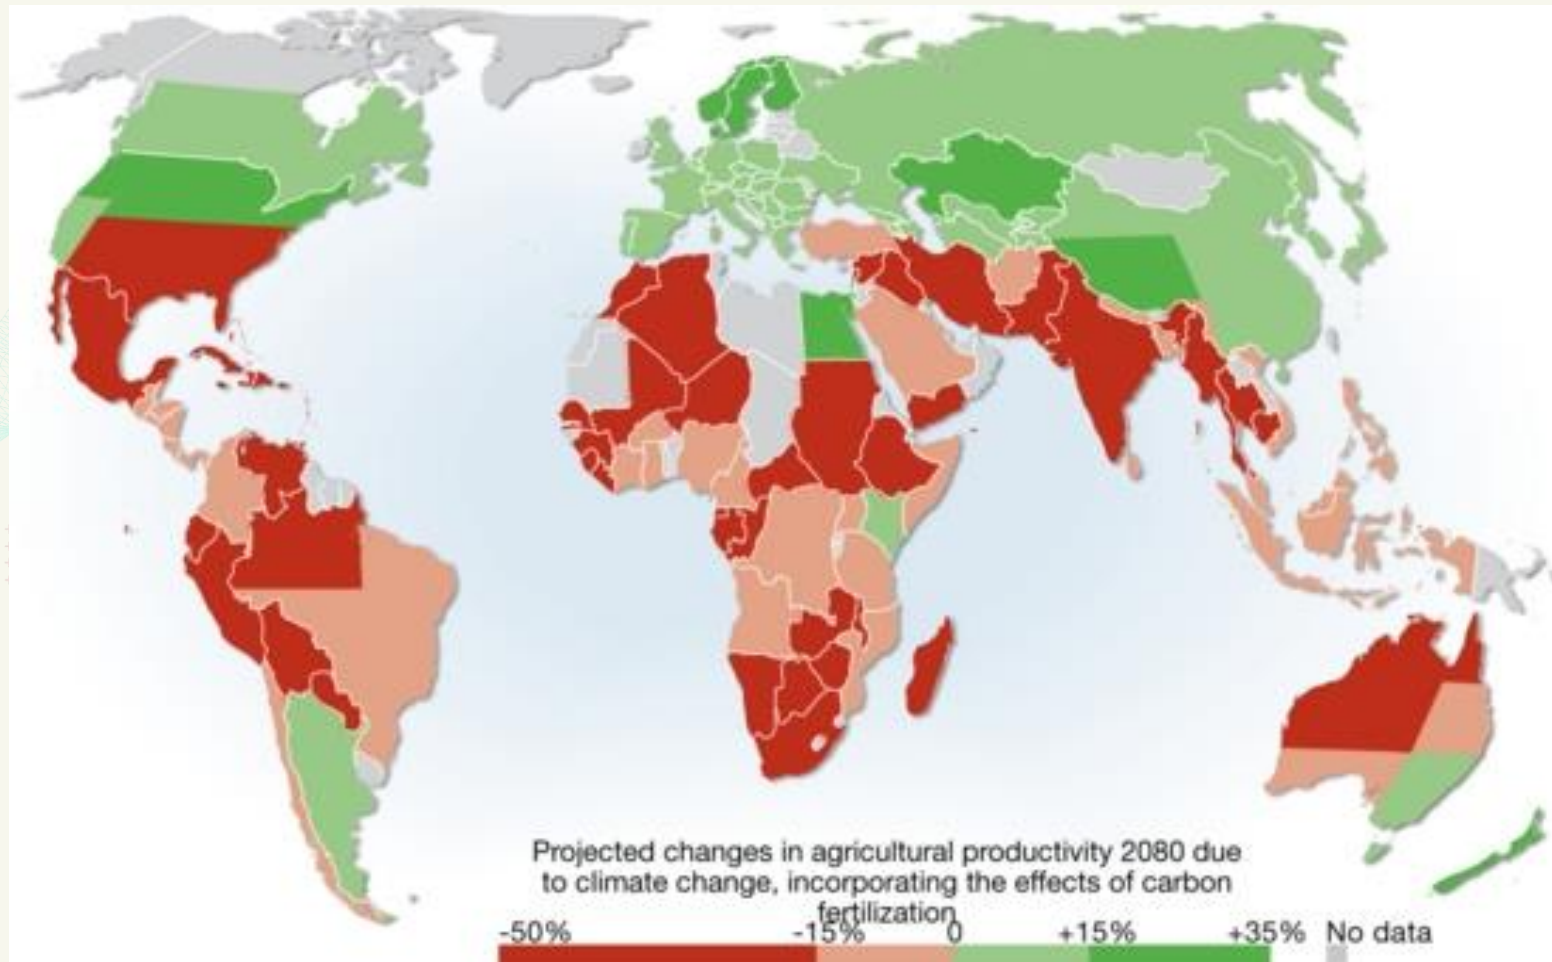 Projected changes in agricultural productivity 2080 due
to climate change, incorporating the effects of carbon
fertilization
-50% -15% 0 +15% +35% No data